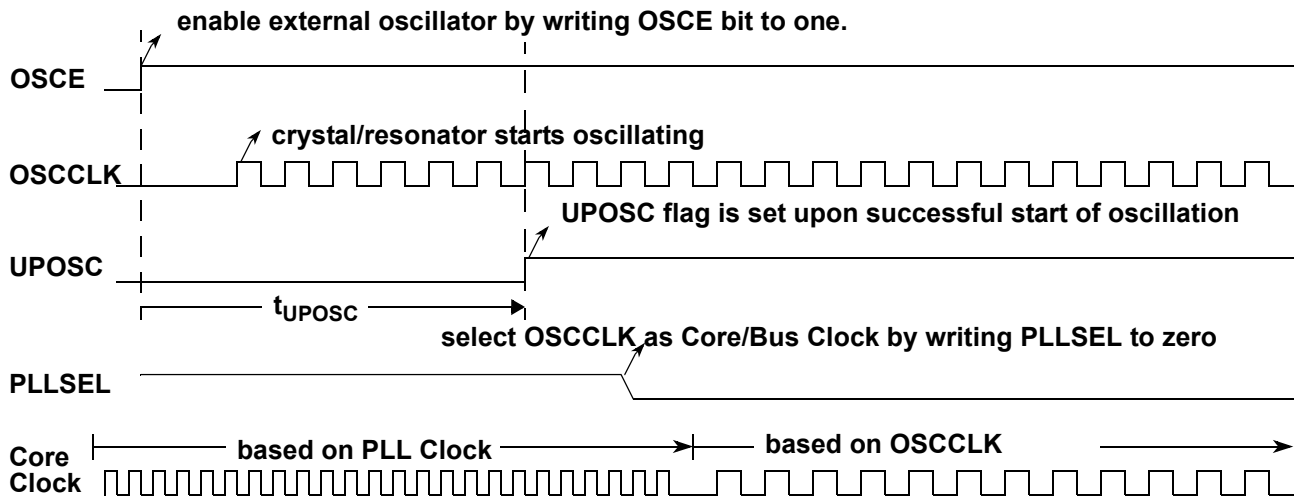 enable external oscillator by writing OSCE bit to one.
OSCE
crystal/resonator starts oscillating
OSCCLK
UPOSC flag is set upon successful start of oscillation
UPOSC
tUPOSC
select OSCCLK as Core/Bus Clock by writing PLLSEL to zero
PLLSEL
based on PLL Clock
based on OSCCLK
Core
Clock